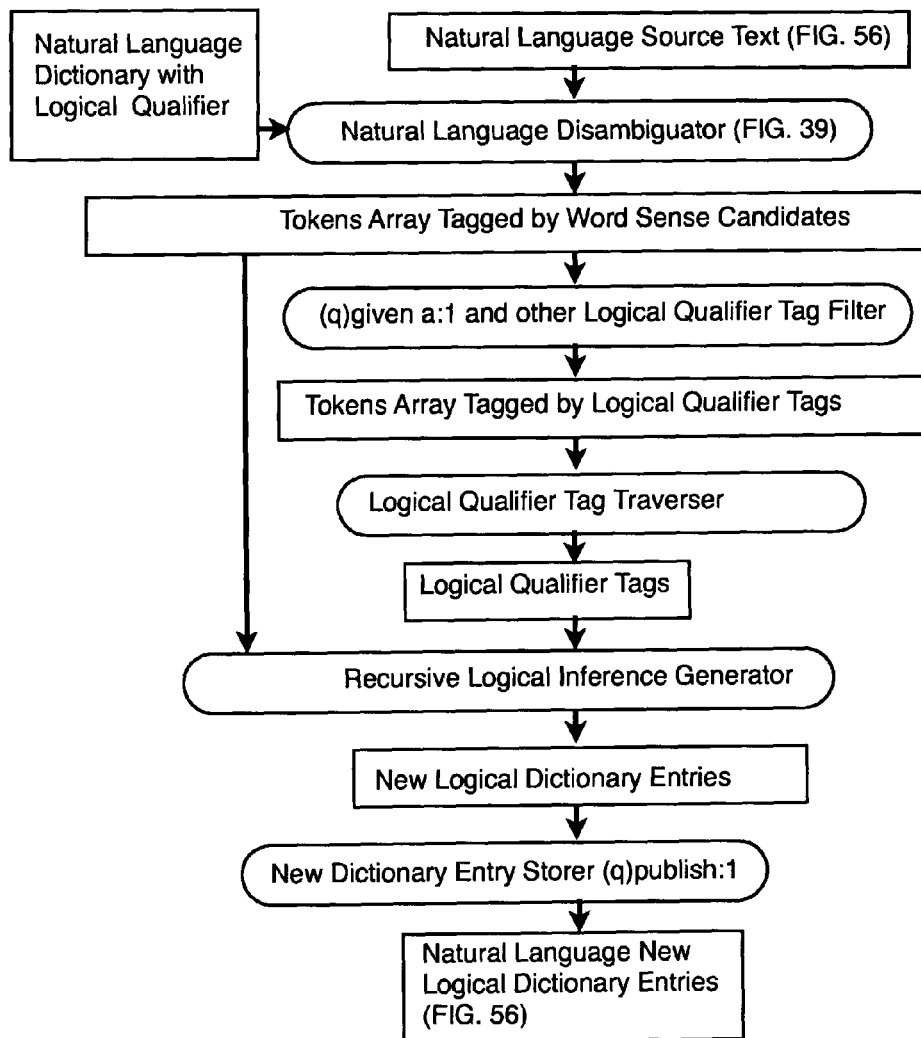 Natural Language
Dictionary with
Logical Qualifier
Natural Language Source Text (FIG. 56)
Natural Language Disambiguator (FIG. 39)
Tokens Array Tagged by Word Sense Candidates
(q)given a:1 and other Logical Qualifier Tag Filter
Tokens Array Tagged by Logical Qualifier Tags
Logical Qualifier Tag Traverser
Logical Qualifier Tags
Recursive Logical Inference Generator
New Logical Dictionary Entries
New Dictionary Entry Storer (q)publish:1
Natural Language New
Logical Dictionary Entries
(FIG. 56)